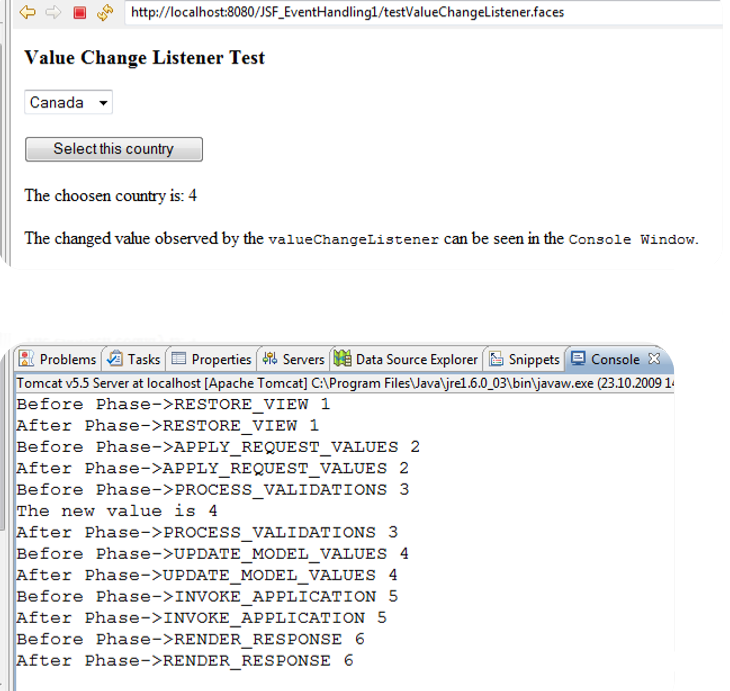 http://localhost:8080/JSF_EventHandling1/testValueChangeListener.faces
Value Change Listener Test
Canada
Select this country
The choosen country is: 4
The changed value observed by the valueChangeListener can be seen in the Console Window.
Problems Tasks Properties Servers Data Source Explorer Snippets Console
Tomcat v5.5 Server at localhost [Apache Tomcat] C:\Program Files\Java\jre1.6.0_03\bin\javaw.exe (23.10.2009 14
Before Phase->RESTORE_VIEW 1
After Phase->RESTORE_VIEW 1
Before Phase->APPLY_REQUEST_VALUES 2
After Phase->APPLY_REQUEST_VALUES 2
Before Phase->PROCESS_VALIDATIONS 3
The new value is 4
After Phase->PROCESS_VALIDATIONS 3
Before Phase->UPDATE_MODEL_VALUES 4
After Phase->UPDATE_MODEL_VALUES 4
Before Phase->INVOKE_APPLICATION 5
After Phase->INVOKE_APPLICATION 5
Before Phase->RENDER_RESPONSE 6
After Phase->RENDER_RESPONSE 6